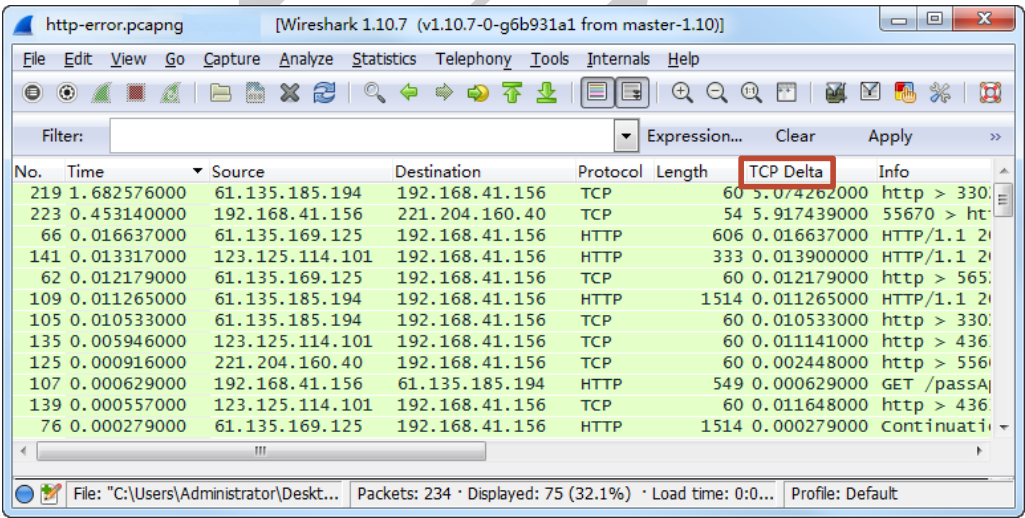 http-error.pcapng [Wireshark 1.10.7 (v1.10.7-0-g6b931a1 from master-1.10)]
File Edit View Go Capture Analyze Statistics Telephony Tools Internals Help
Filter: Expression... Clear Apply »
No. Time Source Destination Protocol Length TCP Delta Info
219 1.682576000 61.135.185.194 192.168.41.156 TCP 60 5.074262000 http > 330
223 0.453140000 192.168.41.156 221.204.160.40 TCP 54 5.917439000 55670 > ht
66 0.016637000 61.135.169.125 192.168.41.156 HTTP 606 0.016637000 HTTP/1.1 2
141 0.013317000 123.125.114.101 192.168.41.156 HTTP 333 0.013900000 HTTP/1.1 2
62 0.012179000 61.135.169.125 192.168.41.156 TCP 60 0.012179000 http > 565
109 0.011265000 61.135.185.194 192.168.41.156 HTTP 1514 0.011265000 HTTP/1.1 2
105 0.010533000 61.135.185.194 192.168.41.156 TCP 60 0.010533000 http > 330
135 0.005946000 123.125.114.101 192.168.41.156 TCP 60 0.011141000 http > 436
125 0.000916000 221.204.160.40 192.168.41.156 TCP 60 0.002448000 http > 556
107 0.000629000 192.168.41.156 61.135.185.194 HTTP 549 0.000629000 GET /passA
139 0.000557000 123.125.114.101 192.168.41.156 TCP 60 0.011648000 http > 436
76 0.000279000 61.135.169.125 192.168.41.156 HTTP 1514 0.000279000 Continuati
File: "C:\Users\Administrator\Deskt... Packets: 234 · Displayed: 75 (32.1%) · Load time: 0:0... Profile: Default